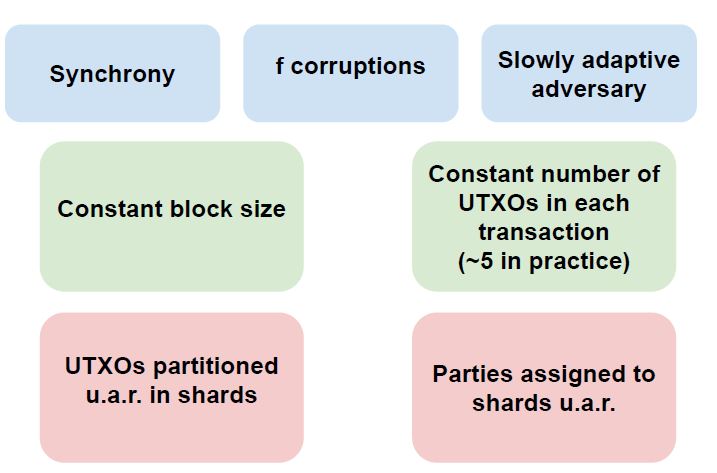 Synchrony
f corruptions
Slowly adaptive
adversary
Constant block size
Constant number of
UTXOs in each
transaction
(~5 in practice)
UTXOs partitioned
u.a.r. in shards
Parties assigned to
shards u.a.r.